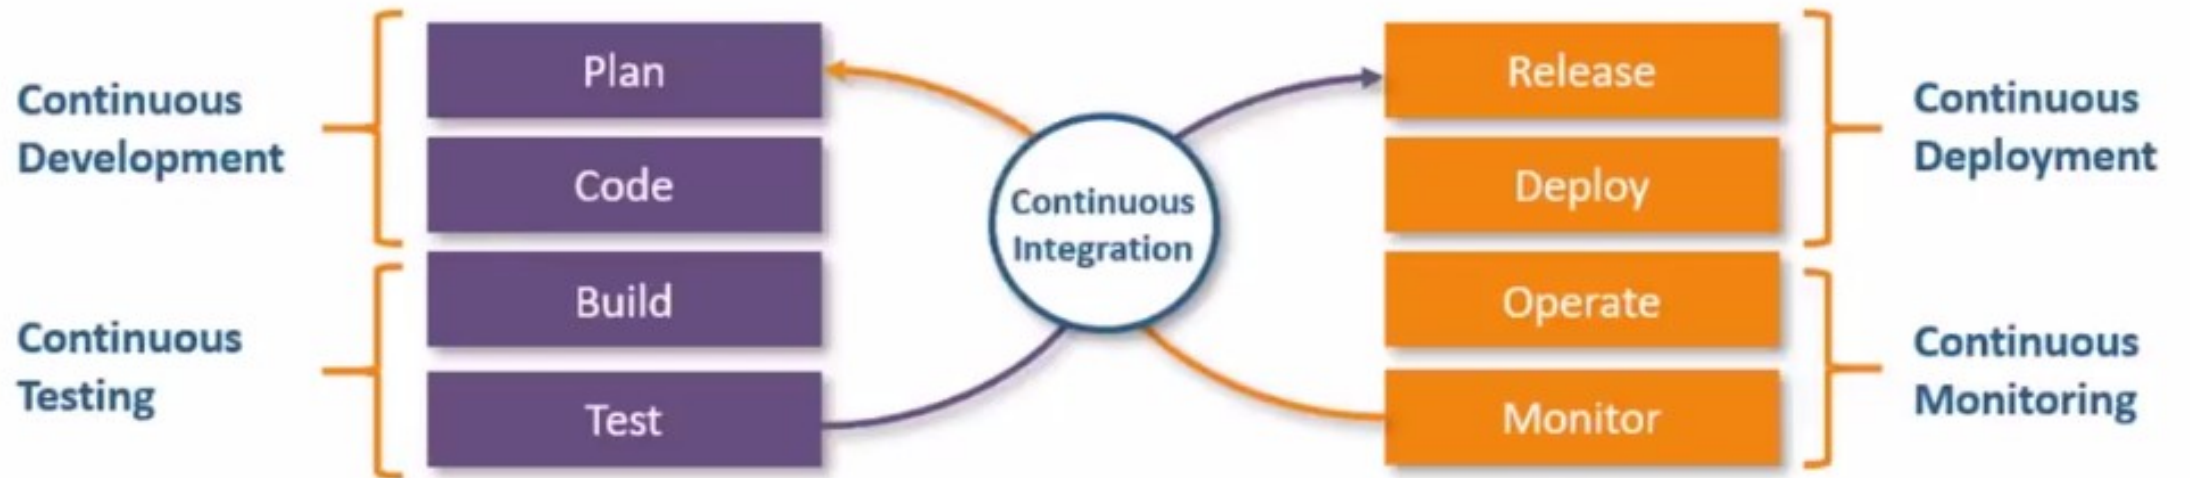 Continuous
Development
Plan
Code
Continuous
Testing
Build
Test
Continuous
Integration
Release
Deploy
Continuous
Deployment
Operate
Monitor
Continuous
Monitoring